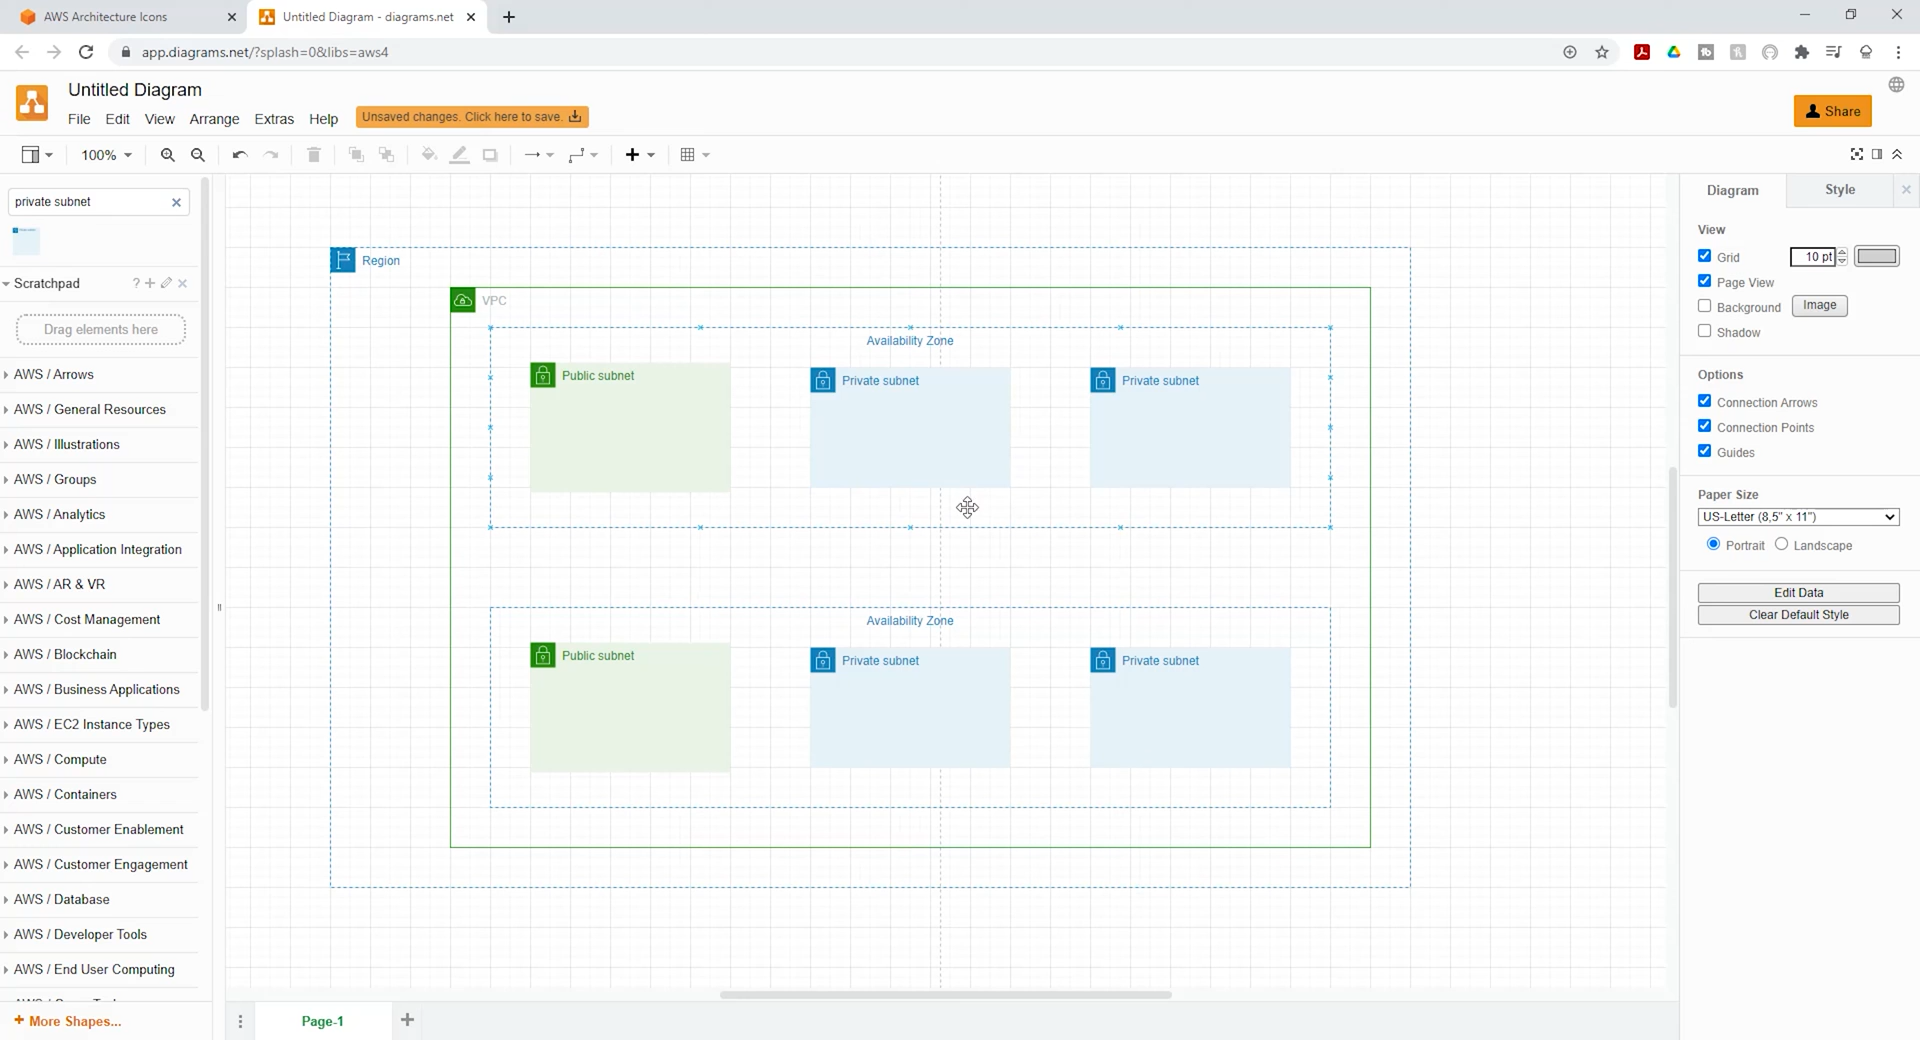 AWS Architecture Icons
Untitled Diagram - diagrams.net
app.diagrams.net/?splash=0&libs=aws4
Untitled Diagram
File Edit View Arrange Extras Help
Unsaved changes. Click here to save.
Share
100%
private subnet
Scratchpad
?
Drag elements here
AWS / Arrows
AWS / General Resources
AWS / Illustrations
AWS / Groups
AWS / Analytics
AWS / Application Integration
AWS / AR & VR
AWS / Cost Management
AWS / Blockchain
AWS / Business Applications
AWS / EC2 Instance Types
AWS / Compute
AWS / Containers
AWS / Customer Enablement
AWS / Customer Engagement
AWS / Database
AWS / Developer Tools
AWS / End User Computing
+ More Shapes...
Region
VPC
Availability Zone
Public subnet
Private subnet
Private subnet
Availability Zone
Public subnet
Private subnet
Private subnet
Page-1
Diagram
Style
View
Grid
10 pt
Page View
Background
Image
Shadow
Options
Connection Arrows
Connection Points
Guides
Paper Size
US-Letter (8,5" x 11")
Portrait
Landscape
Edit Data
Clear Default Style